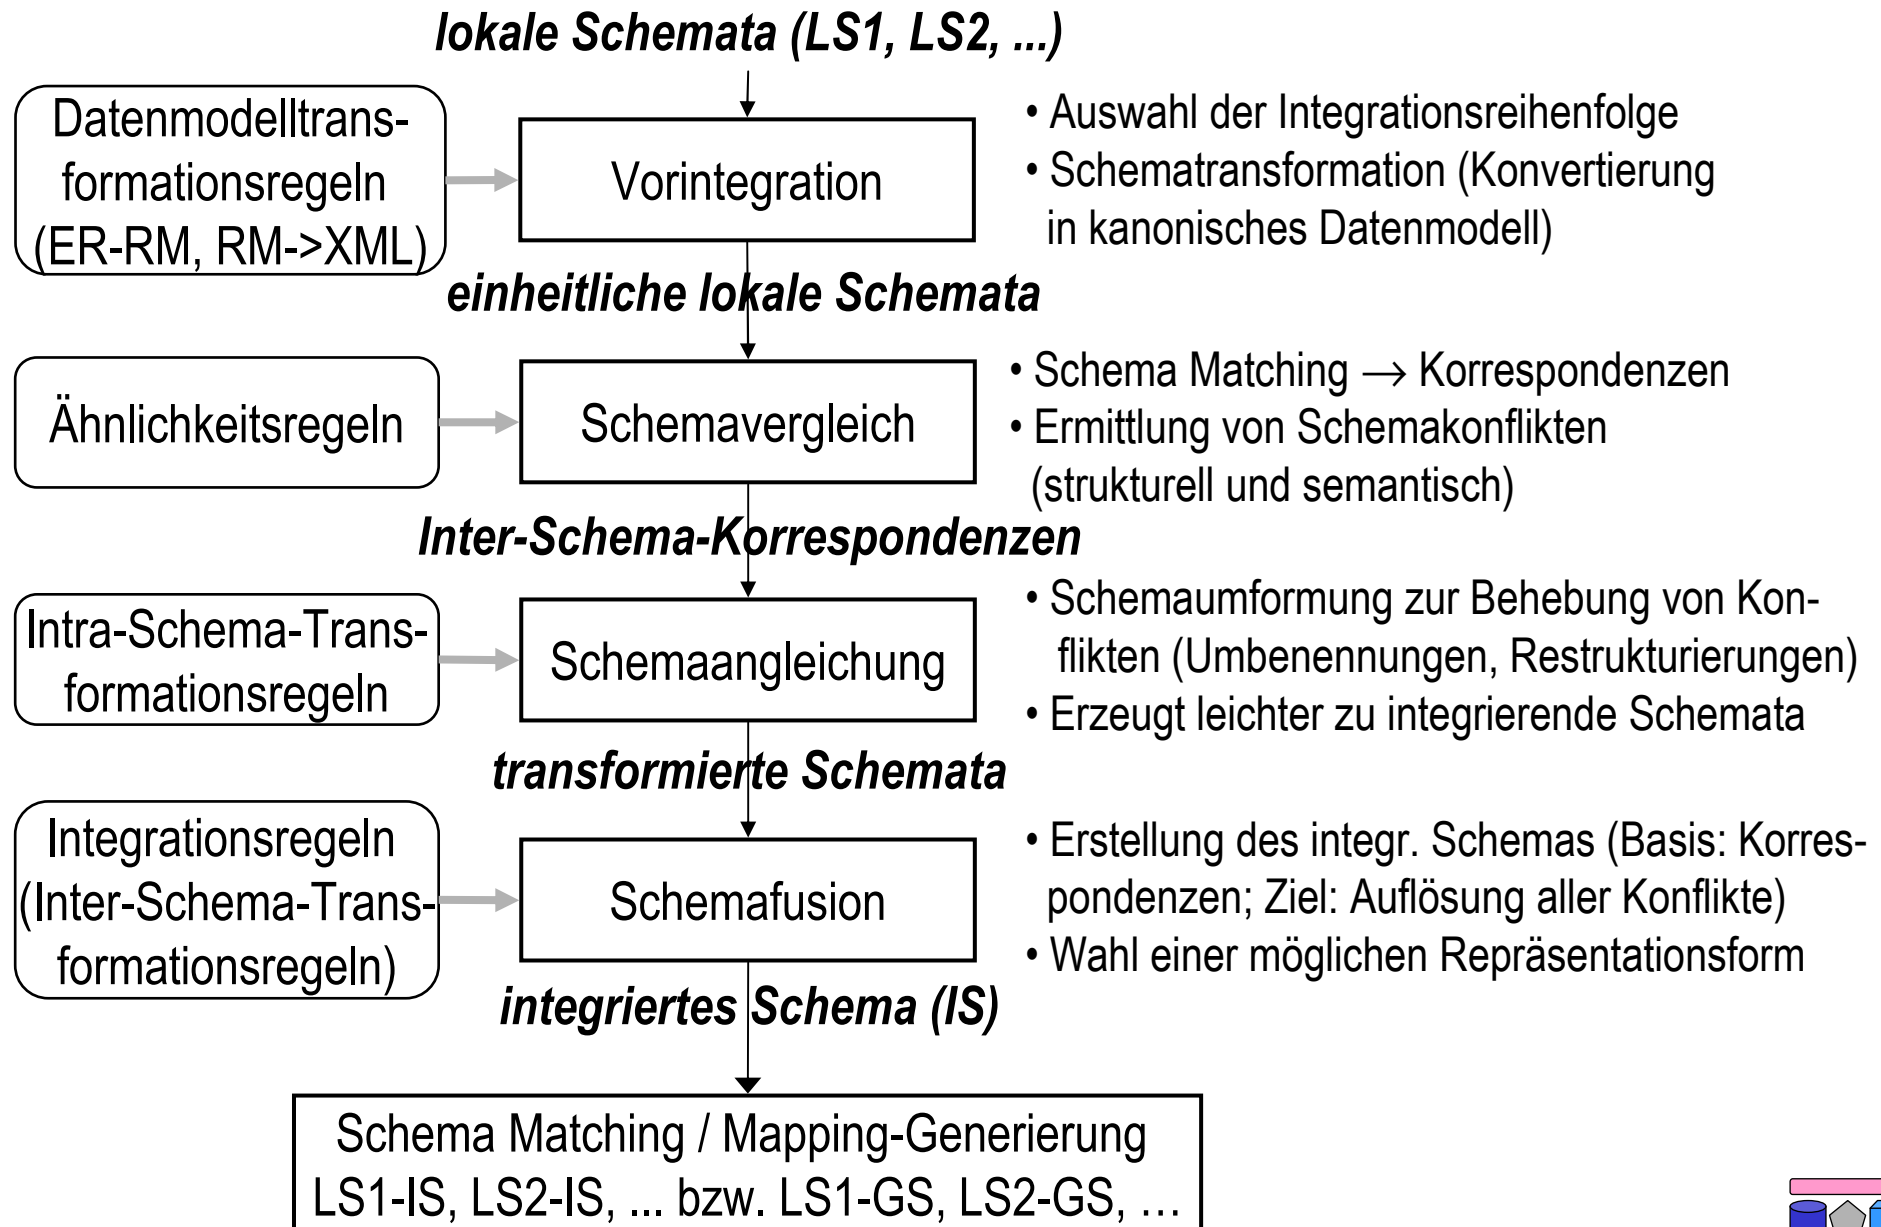 lokale Schemata (LS1, LS2, ...)
Datenmodelltrans-
formationsregeln
(ER-RM, RM->XML)
Vorintegration
• Auswahl der Integrationsreihenfolge
• Schematransformation (Konvertierung
in kanonisches Datenmodell)
einheitliche lokale Schemata
Ähnlichkeitsregeln
Schemavergleich
• Schema Matching → Korrespondenzen
• Ermittlung von Schemakonflikten
(strukturell und semantisch)
Inter-Schema-Korrespondenzen
Intra-Schema-Trans-
formationsregeln
Schemaangleichung
• Schemaumformung zur Behebung von Kon-
flikten (Umbenennungen, Restrukturierungen)
• Erzeugt leichter zu integrierende Schemata
transformierte Schemata
Integrationsregeln
(Inter-Schema-Trans-
formationsregeln)
Schemafusion
• Erstellung des integr. Schemas (Basis: Korres-
pondenzen; Ziel: Auflösung aller Konflikte)
• Wahl einer möglichen Repräsentationsform
integriertes Schema (IS)
Schema Matching / Mapping-Generierung
LS1-IS, LS2-IS, ... bzw. LS1-GS, LS2-GS, …